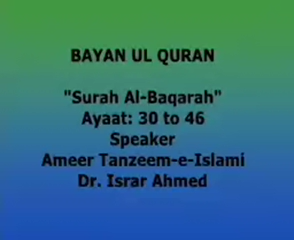 BAYAN UL QURAN
"Surah Al-Baqarah"
Ayaat: 30 to 46
Speaker
Ameer Tanzeem-e-Islami
Dr. Israr Ahmed